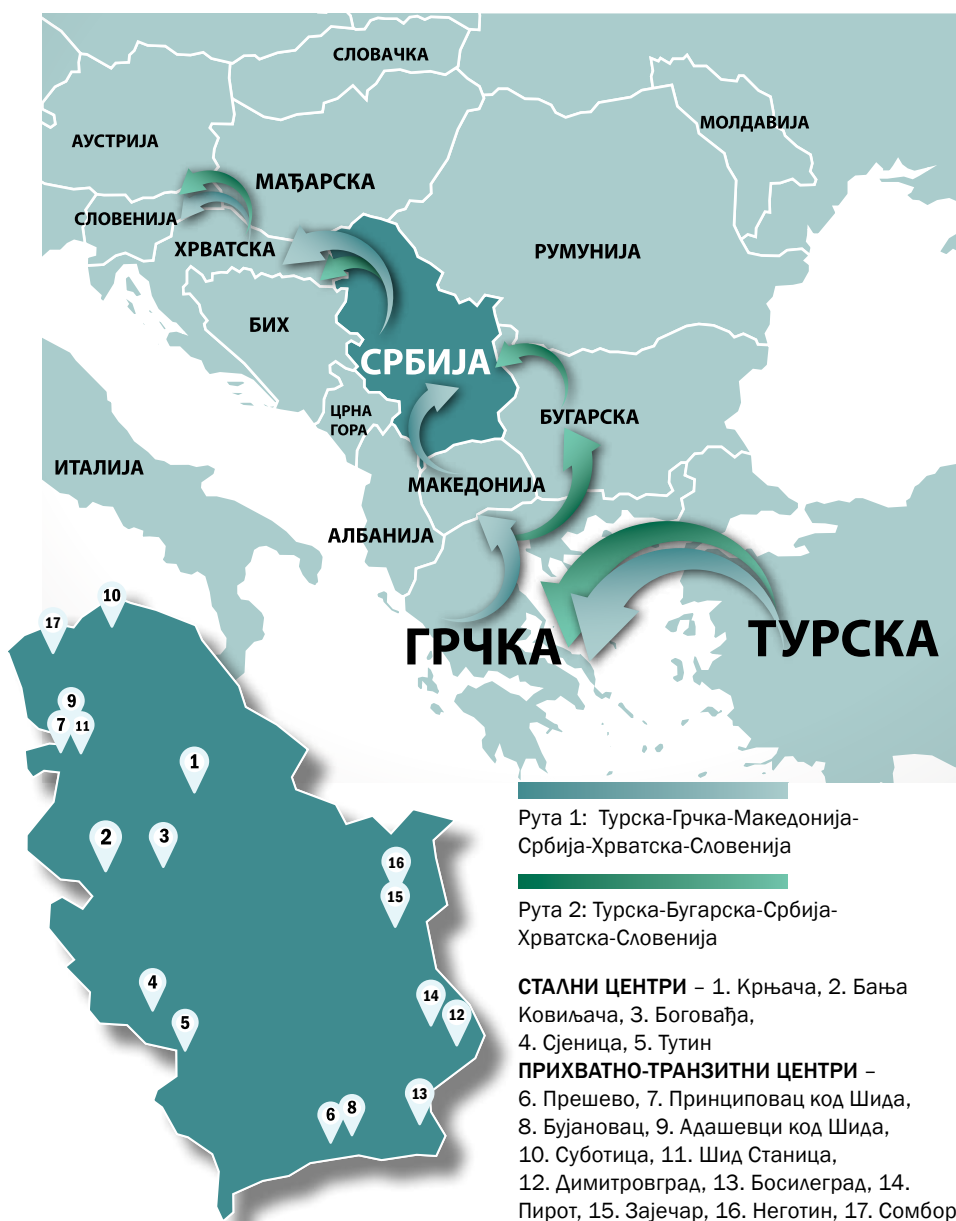 СЛОВАЧКА
МОЛДАВИЈА
АУСТРИЈА
МАЂАРСКА
СЛОВЕНИЈА
ХРВАТСКА
РУМУНИЈА
БИХ
СРБИЈА
ЦРНА
ГОРА
БУГАРСКА
ИТАЛИЈА
МАКЕДОНИЈА
АЛБАНИЈА
ГРЧКА
ТУРСКА
10
17
9
7
11
1
2
3
16
15
4
14
5
12
13
6
8
Рута 1: Турска-Грчка-Македонија-
Србија-Хрватска-Словенија
Рута 2: Турска-Бугарска-Србија-
Хрватска-Словенија
СТАЛНИ ЦЕНТРИ – 1. Крњача, 2. Бања
Ковиљача, 3. Боговађа,
4. Сјеница, 5. Тутин
ПРИХВАТНО-ТРАНЗИТНИ ЦЕНТРИ –
6. Прешево, 7. Принциповац код Шида,
8. Бујановац, 9. Адашевци код Шида,
10. Суботица, 11. Шид Станица,
12. Димитровград, 13. Босилеград, 14.
Пирот, 15. Зајечар, 16. Неготин, 17. Сомбор